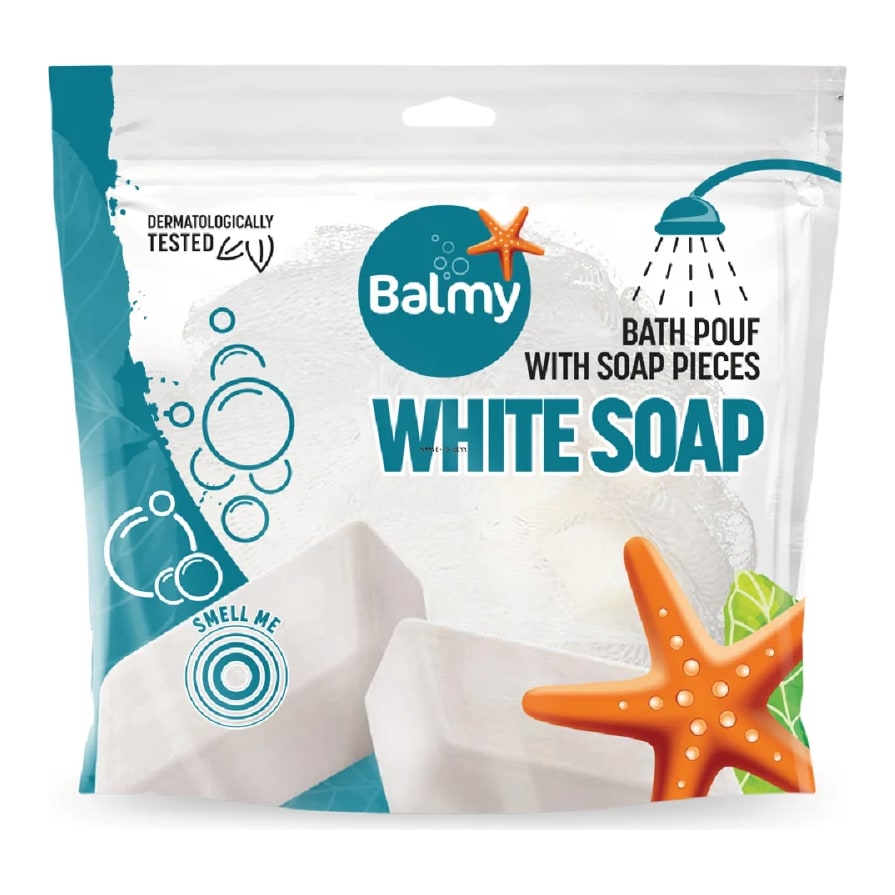 DERMATOLOGICALLY
TESTED
Balmy
BATH POUF
WITH SOAP PIECES
WHITE SOAP
SMELL ME